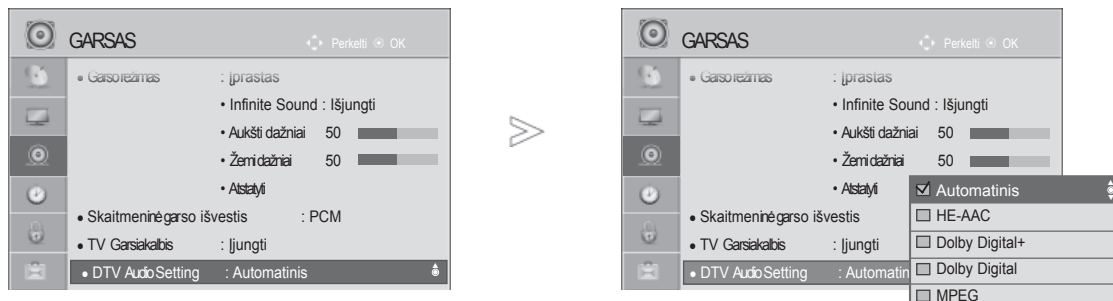 GARSAS
Perkelti OK
• Garso režimas : Įprastas
• Infinite Sound : Išjungti
• Aukšti dažniai 50
• Žemi dažniai 50
• Atstatyti
• Skaitmeninė garso išvestis : PCM
• TV Garsiakalbis : Įjungti
• DTV Audio Setting : Automatinis
GARSAS
Perkelti OK
• Garso režimas : Įprastas
• Infinite Sound : Išjungti
• Aukšti dažniai 50
• Žemi dažniai 50
• Atstatyti
• Skaitmeninė garso išvestis
• TV Garsiakalbis : Įjungti
• DTV Audio Setting : Automatin
Automatinis
HE-AAC
Dolby Digital+
Dolby Digital
MPEG